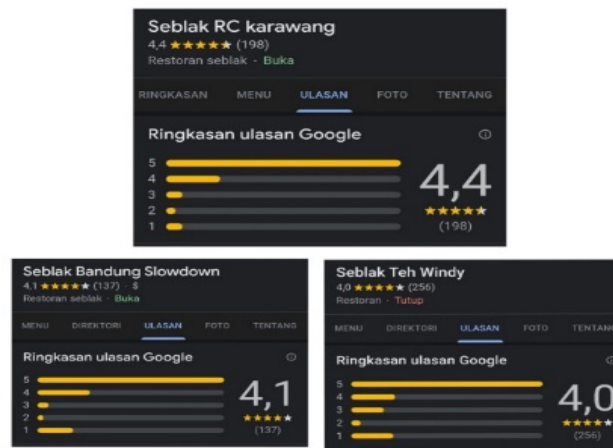 Seblak RC karawang
4,4 ★★★★★ (198)
Restoran seblak - Buka
RINGKASAN MENU ULASAN FOTO TENTANG
Ringkasan ulasan Google
5
4
3
2
1
4,4
(198)
Seblak Bandung Slowdown
4,1 ★★★★★ (137) · $
Restoran seblak · Buka
MENU DIREKTORI ULASAN FOTO TENTANG
Ringkasan ulasan Google
5
4
3
2
1
4,1
(137)
Seblak Teh Windy
4,0 ★★★★★ (256)
Restoran · Tutup
MENU DIREKTORI ULASAN FOTO TENTANG
Ringkasan ulasan Google
5
4
3
2
1
4,0
(256)